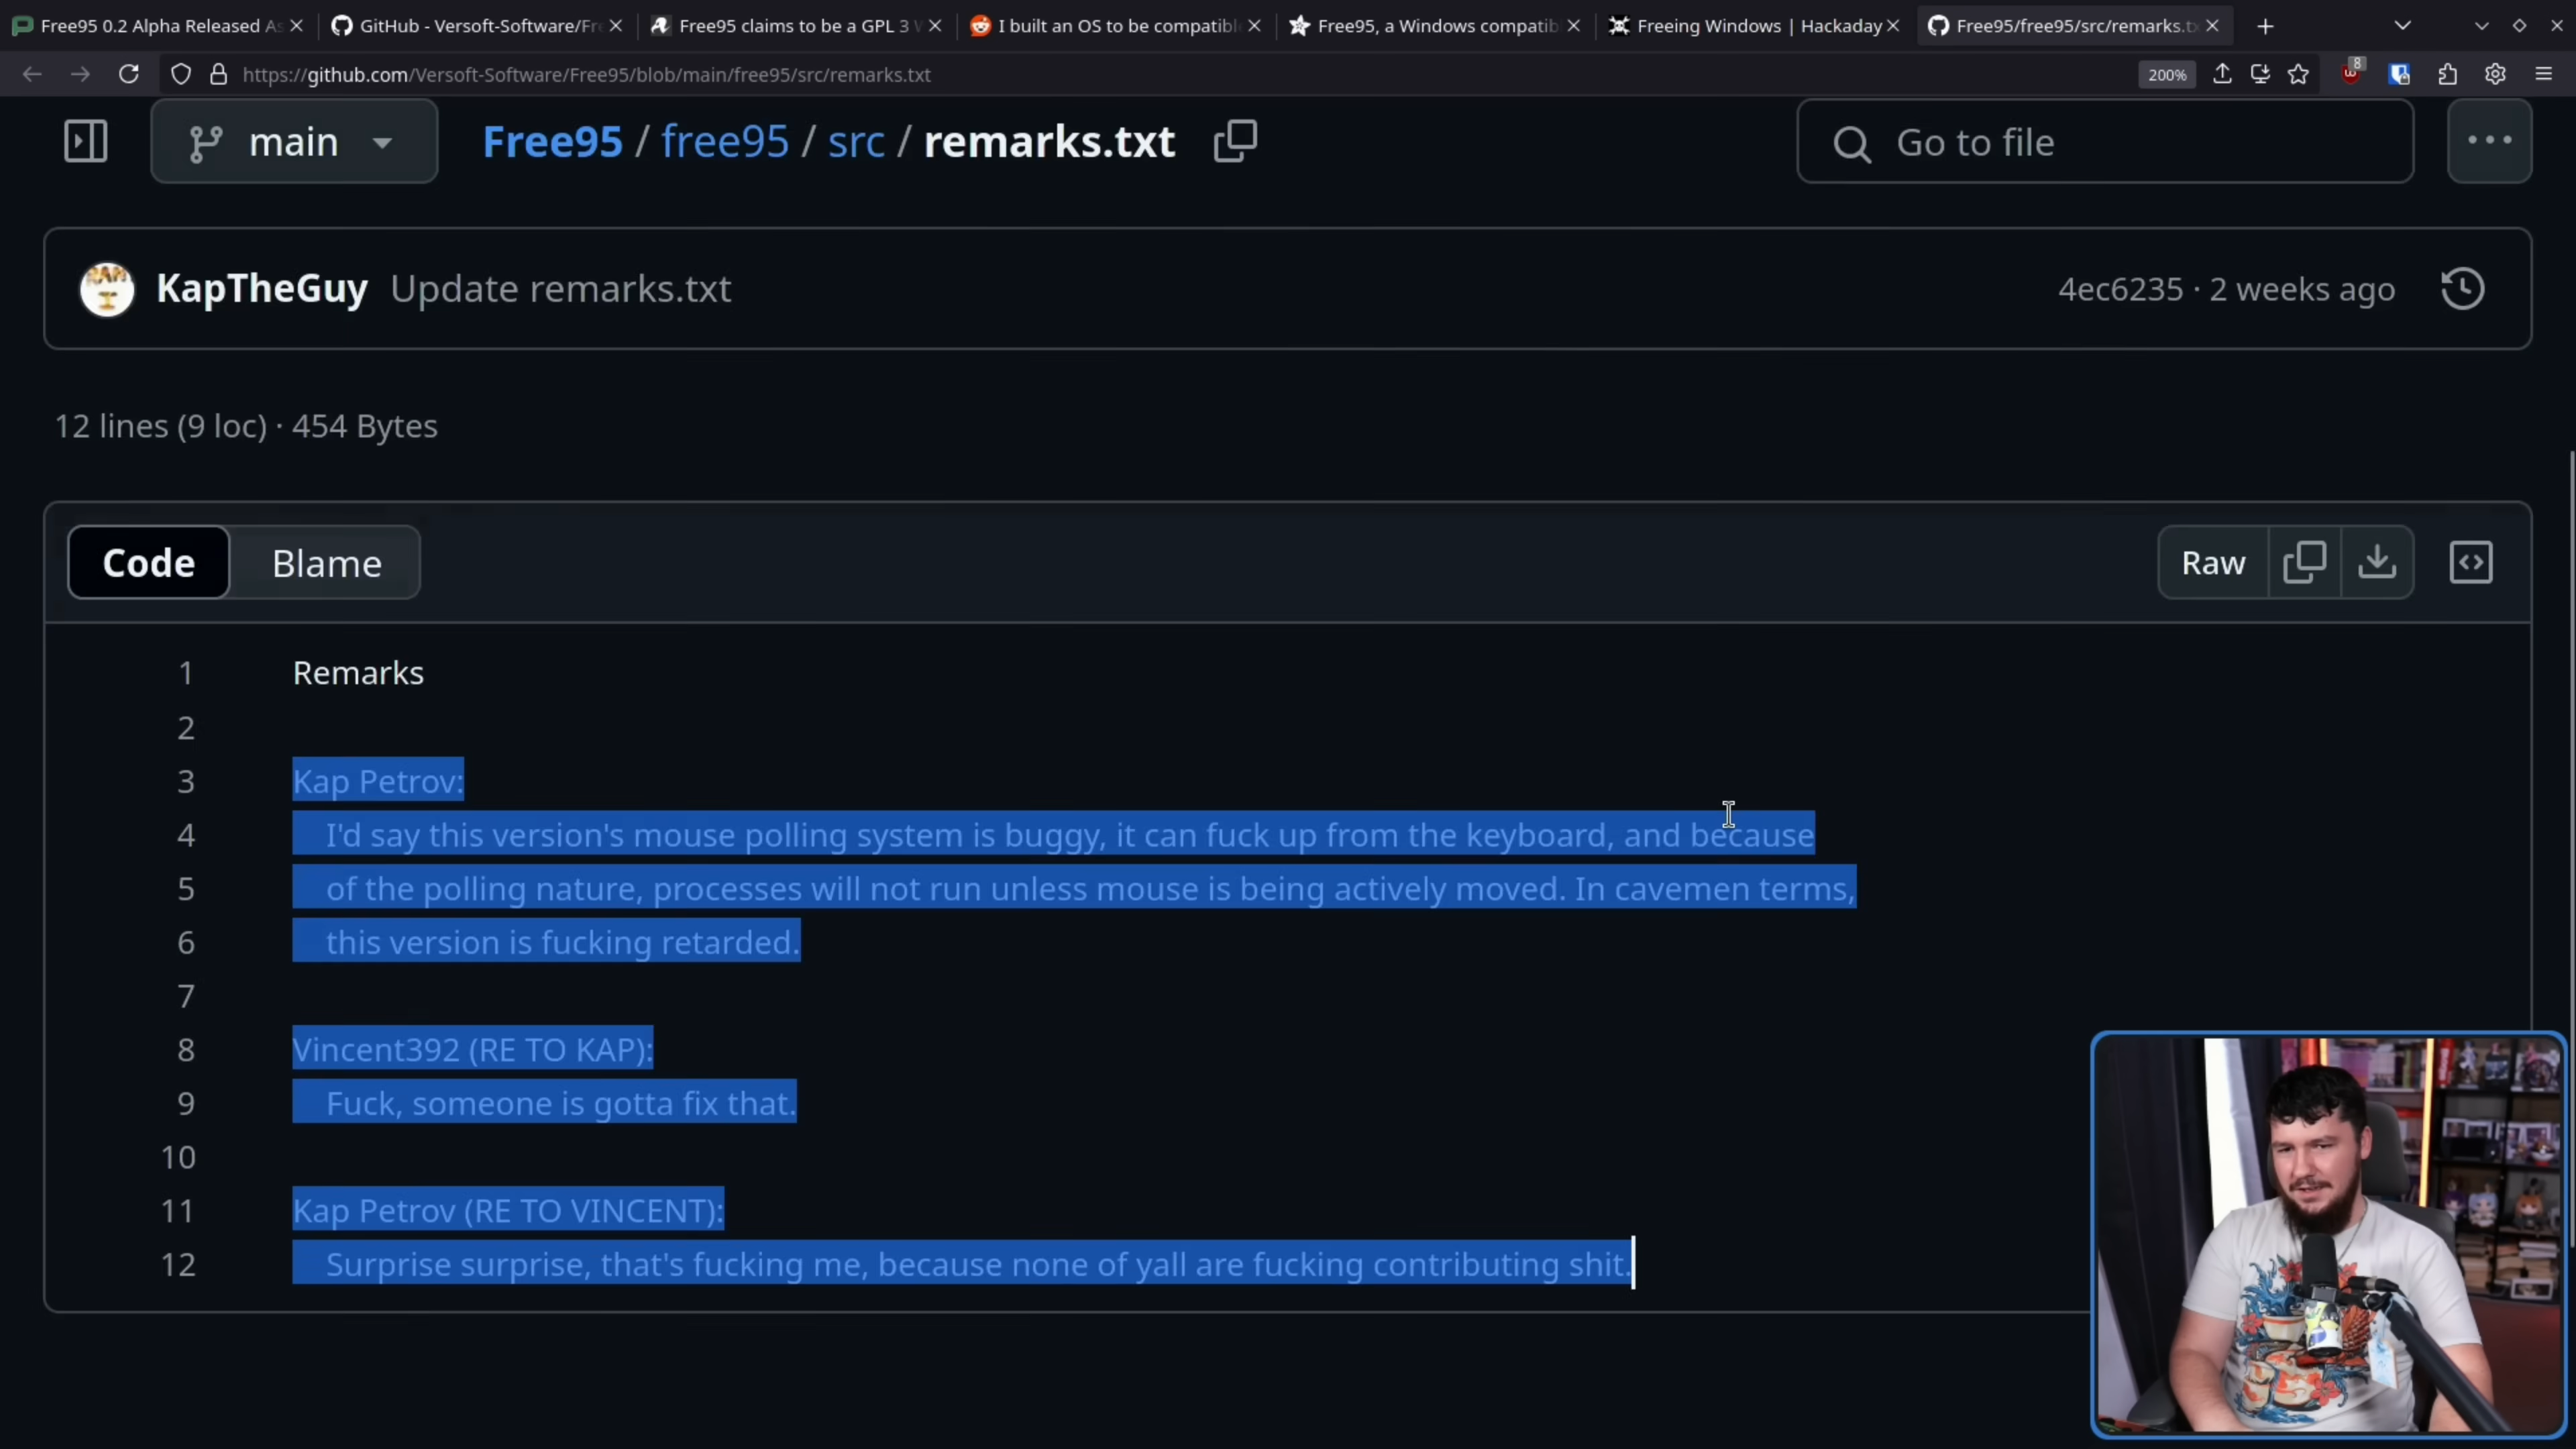 Free95 0.2 Alpha Released As
GitHub - Versoft-Software/Fre
Free95 claims to be a GPL 3 W
I built an OS to be compatible
Free95, a Windows compatib
Freeing Windows | Hackaday
Free95/free95/src/remarks.tx
https://github.com/Versoft-Software/Free95/blob/main/free95/src/remarks.txt
200%
8
main
Free95 / free95 / src / remarks.txt
Go to file
KapTheGuy Update remarks.txt
4ec6235 · 2 weeks ago
12 lines (9 loc) · 454 Bytes
Code
Blame
Raw
1 Remarks
2
3 Kap Petrov:
4 I'd say this version's mouse polling system is buggy, it can fuck up from the keyboard, and because
5 of the polling nature, processes will not run unless mouse is being actively moved. In cavemen terms,
6 this version is fucking retarded.
7
8 Vincent392 (RE TO KAP):
9 Fuck, someone is gotta fix that.
10
11 Kap Petrov (RE TO VINCENT):
12 Surprise surprise, that's fucking me, because none of yall are fucking contributing shit.